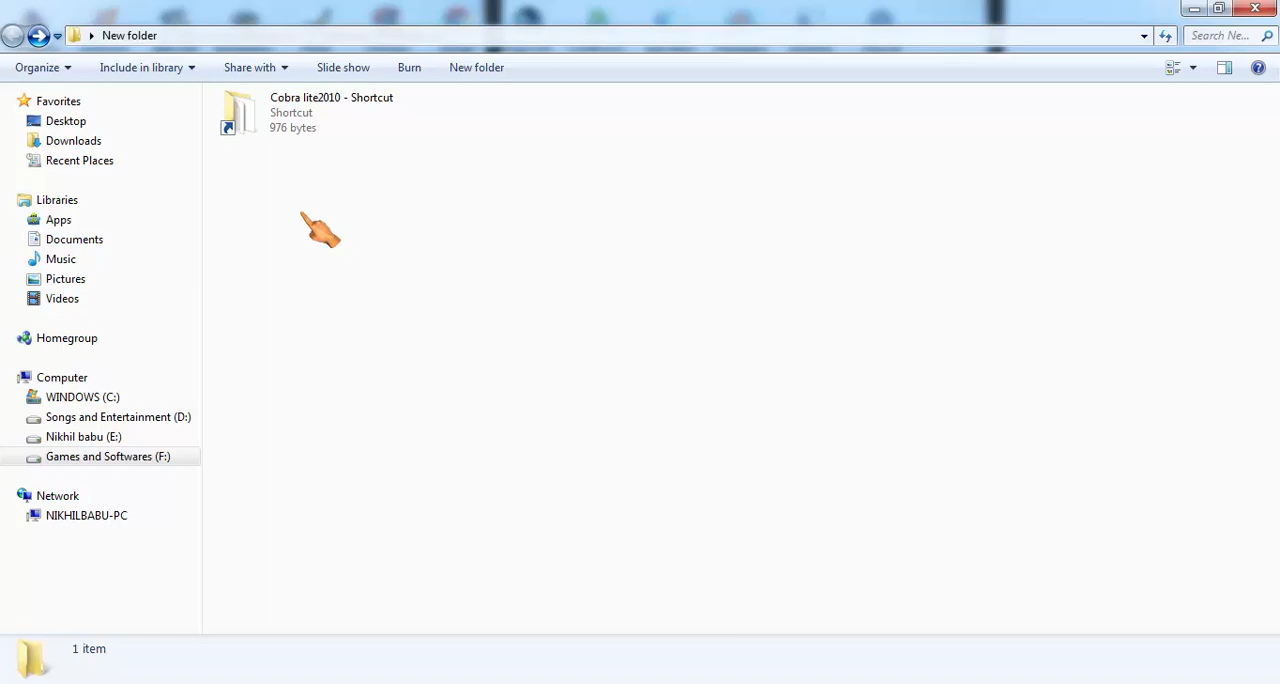 New folder
Search Ne...
Organize
Include in library
Share with
Slide show
Burn
New folder
Favorites
Desktop
Downloads
Recent Places
Libraries
Apps
Documents
Music
Pictures
Videos
Homegroup
Computer
WINDOWS (C:)
Songs and Entertainment (D:)
Nikhil babu (E:)
Games and Softwares (F:)
Network
NIKHILBABU-PC
Cobra lite2010 - Shortcut
Shortcut
976 bytes
1 item